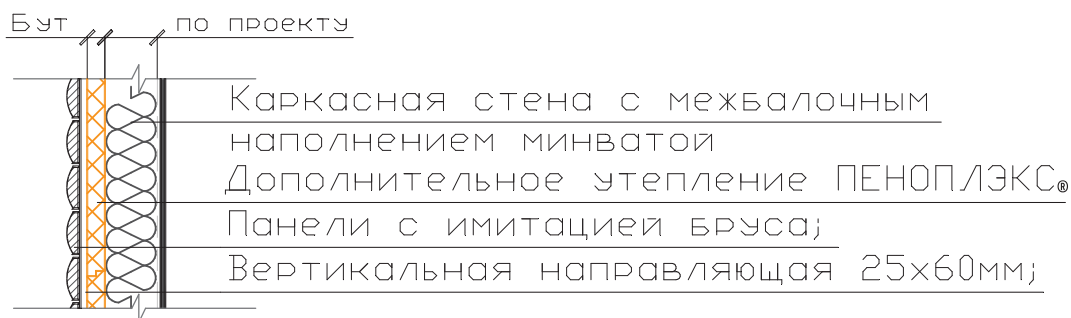 Бут по проекту
Каркасная стена с межбалочным
наполнением минватой
Дополнительное утепление ПЕНОПЛЭКС®
Панели с имитацией бруса;
Вертикальная направляющая 25х60мм;